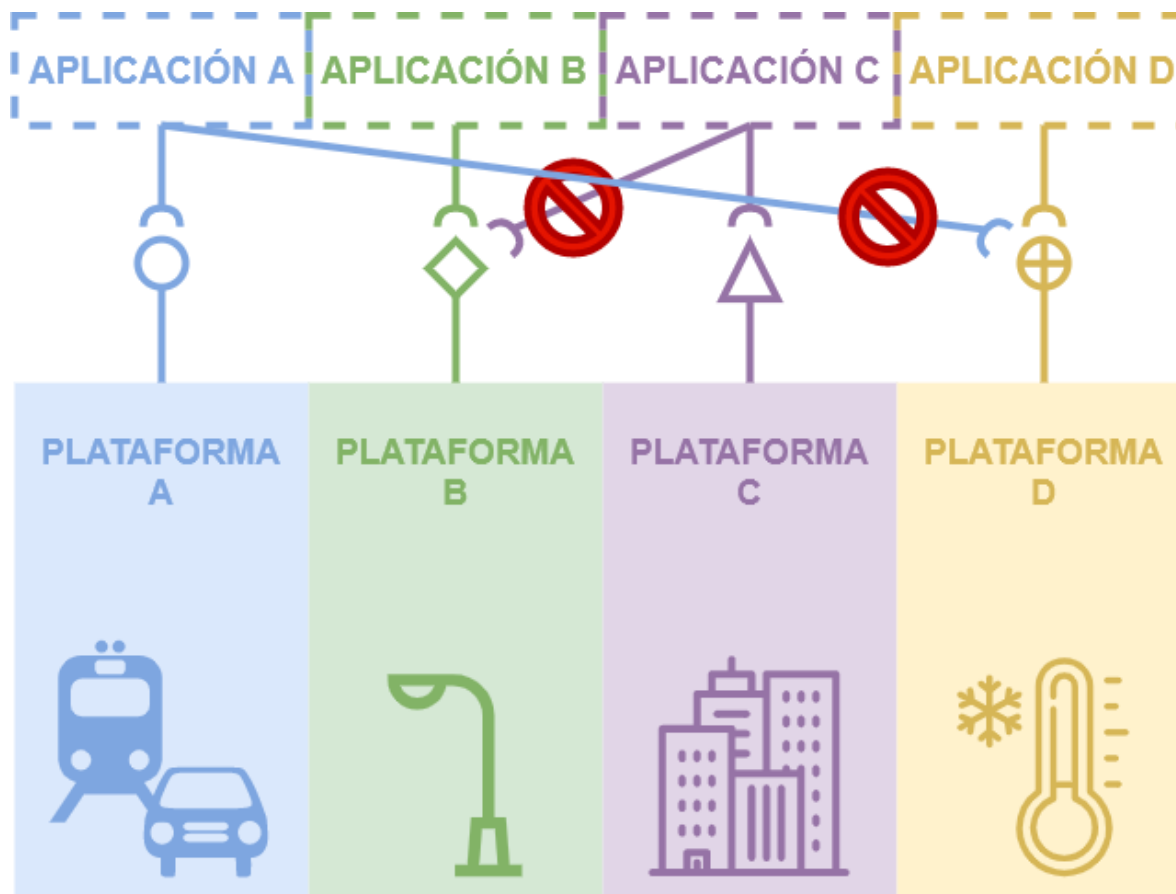 APLICACIÓN A
APLICACIÓN B
APLICACIÓN C
APLICACIÓN D
PLATAFORMA
A
PLATAFORMA
B
PLATAFORMA
C
PLATAFORMA
D